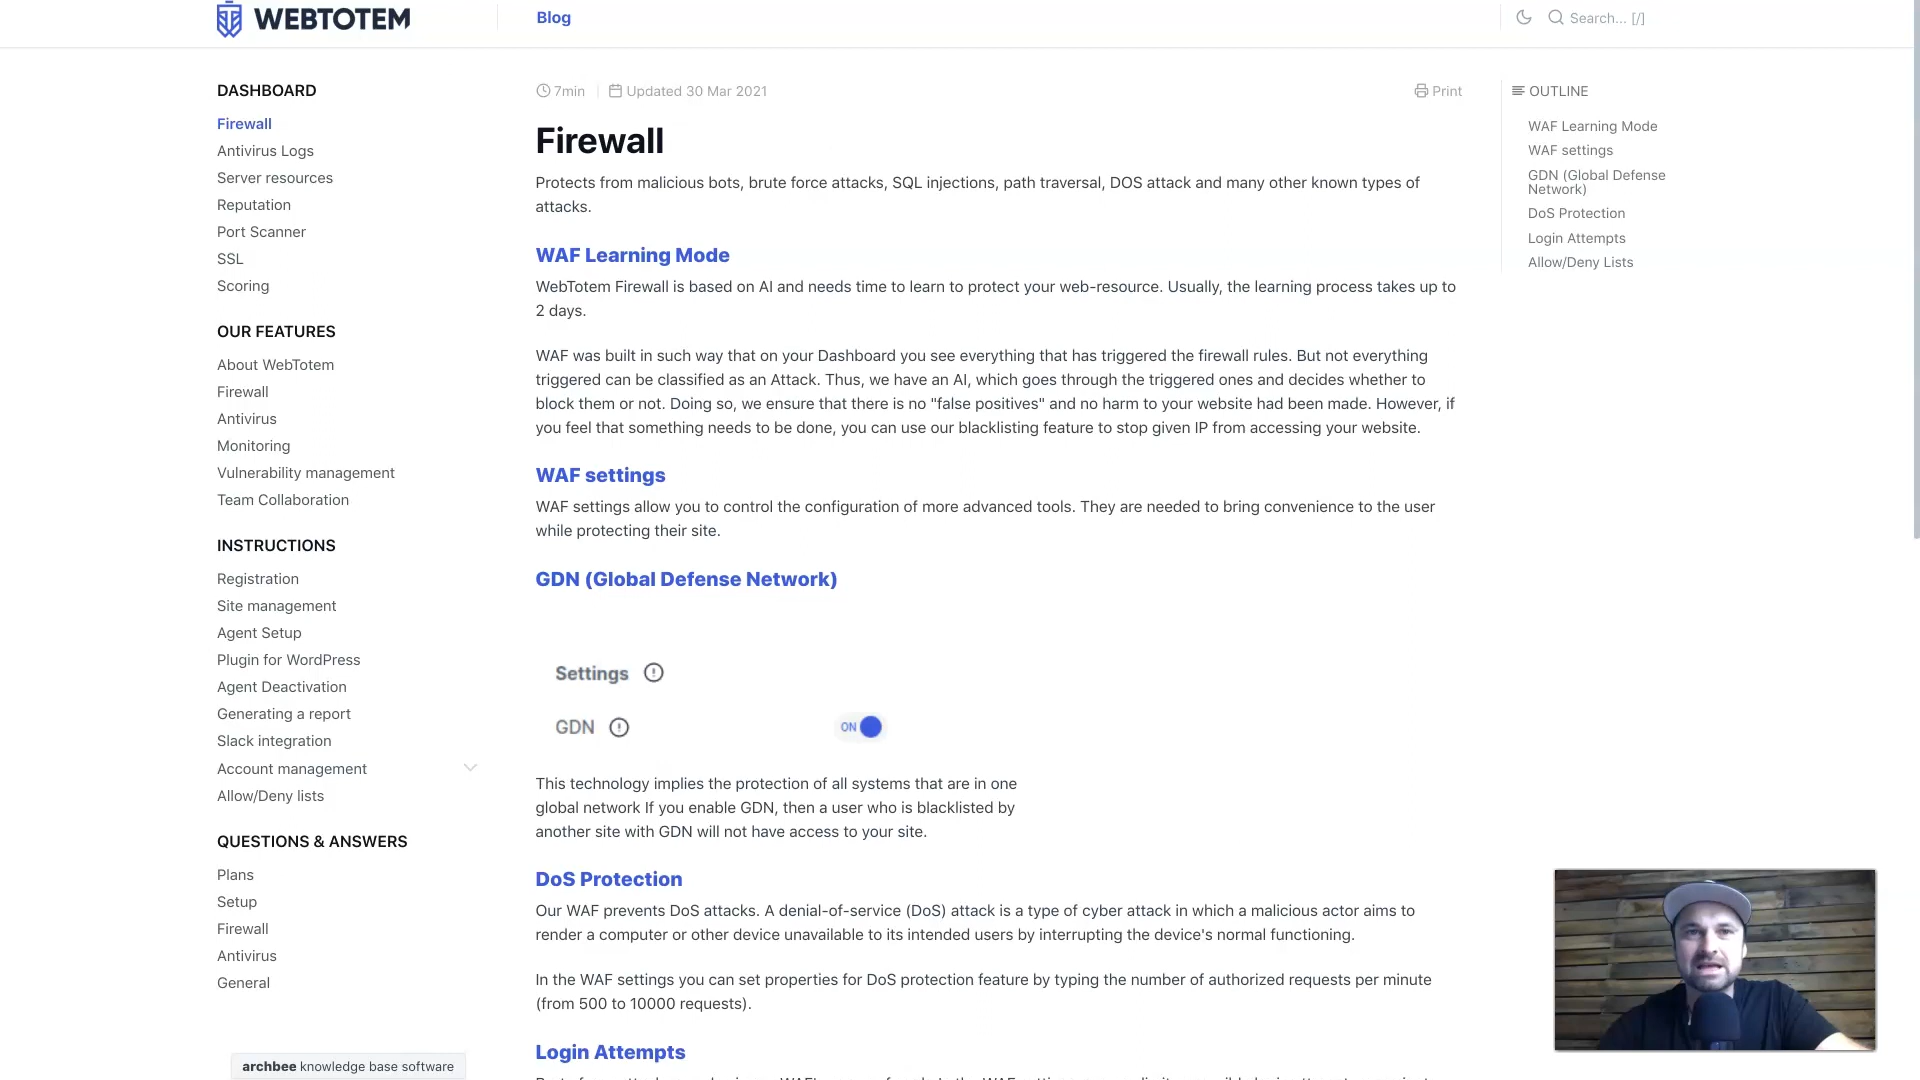 WEBTOTEM
Blog
Search... [/]
DASHBOARD
Firewall
Antivirus Logs
Server resources
Reputation
Port Scanner
SSL
Scoring
OUR FEATURES
About WebTotem
Firewall
Antivirus
Monitoring
Vulnerability management
Team Collaboration
INSTRUCTIONS
Registration
Site management
Agent Setup
Plugin for WordPress
Agent Deactivation
Generating a report
Slack integration
Account management
Allow/Deny lists
QUESTIONS & ANSWERS
Plans
Setup
Firewall
Antivirus
General
archbee knowledge base software
7min
Updated 30 Mar 2021
Print
Firewall
Protects from malicious bots, brute force attacks, SQL injections, path traversal, DOS attack and many other known types of
attacks.
WAF Learning Mode
WebTotem Firewall is based on AI and needs time to learn to protect your web-resource. Usually, the learning process takes up to
2 days.
WAF was built in such way that on your Dashboard you see everything that has triggered the firewall rules. But not everything
triggered can be classified as an Attack. Thus, we have an AI, which goes through the triggered ones and decides whether to
block them or not. Doing so, we ensure that there is no "false positives" and no harm to your website had been made. However, if
you feel that something needs to be done, you can use our blacklisting feature to stop given IP from accessing your website.
WAF settings
WAF settings allow you to control the configuration of more advanced tools. They are needed to bring convenience to the user
while protecting their site.
GDN (Global Defense Network)
Settings
GDN
ON
This technology implies the protection of all systems that are in one
global network If you enable GDN, then a user who is blacklisted by
another site with GDN will not have access to your site.
DoS Protection
Our WAF prevents DoS attacks. A denial-of-service (DoS) attack is a type of cyber attack in which a malicious actor aims to
render a computer or other device unavailable to its intended users by interrupting the device's normal functioning.
In the WAF settings you can set properties for DoS protection feature by typing the number of authorized requests per minute
(from 500 to 10000 requests).
Login Attempts
OUTLINE
WAF Learning Mode
WAF settings
GDN (Global Defense
Network)
DoS Protection
Login Attempts
Allow/Deny Lists